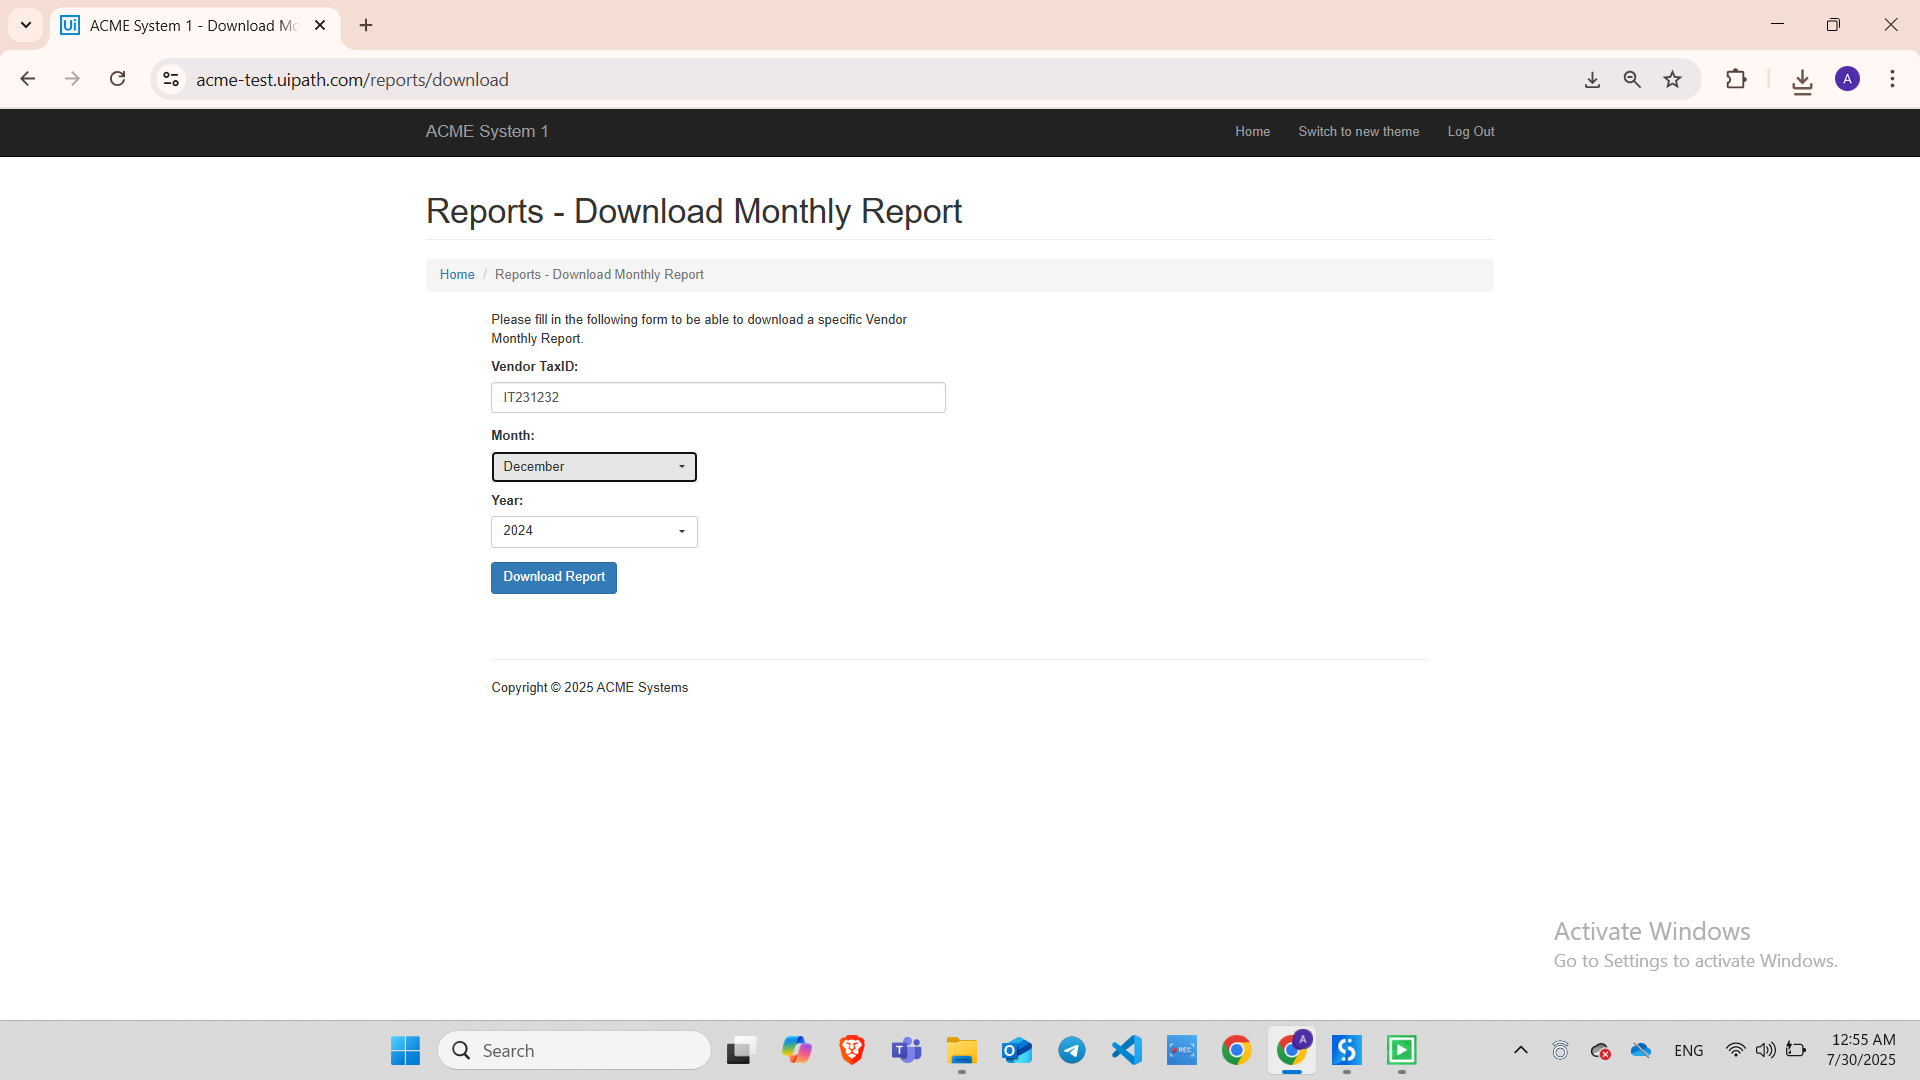 Ui ACME System 1 - Download Mo
acme-test.uipath.com/reports/download
A
ACME System 1
Home
Switch to new theme
Log Out
Reports - Download Monthly Report
Home / Reports - Download Monthly Report
Please fill in the following form to be able to download a specific Vendor
Monthly Report.
Vendor TaxID:
IT231232
Month:
December
Year:
2024
Download Report
Copyright © 2025 ACME Systems
Activate Windows
Go to Settings to activate Windows.
Search
REC
A
ENG
12:55 AM
7/30/2025